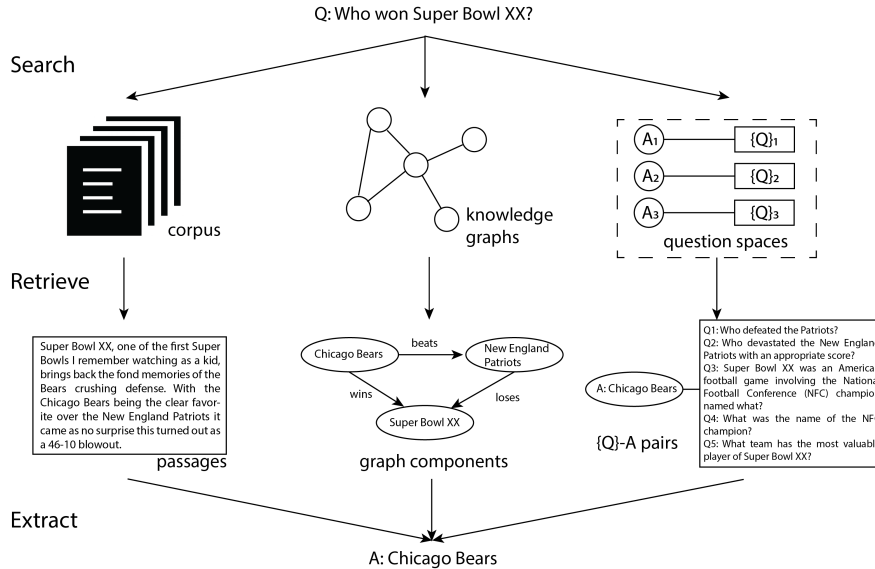 Q: Who won Super Bowl XX?
Search
corpus
knowledge
graphs
A1 {Q}1
A2 {Q}2
A3 {Q}3
question spaces
Retrieve
Super Bowl XX, one of the first Super
Bowls I remember watching as a kid,
brings back the fond memories of the
Bears crushing defense. With the
Chicago Bears being the clear favor-
ite over the New England Patriots it
came as no surprise this turned out as
a 46-10 blowout.
passages
Chicago Bears
beats
New England
Patriots
wins
loses
Super Bowl XX
graph components
A: Chicago Bears
{Q}-A pairs
Q1: Who defeated the Patriots?
Q2: Who devastated the New England
Patriots with an appropriate score?
Q3: Super Bowl XX was an American
football game involving the National
Football Conference (NFC) champion
named what?
Q4: What was the name of the NFC
champion?
Q5: What team has the most valuable
player of Super Bowl XX?
Extract
A: Chicago Bears